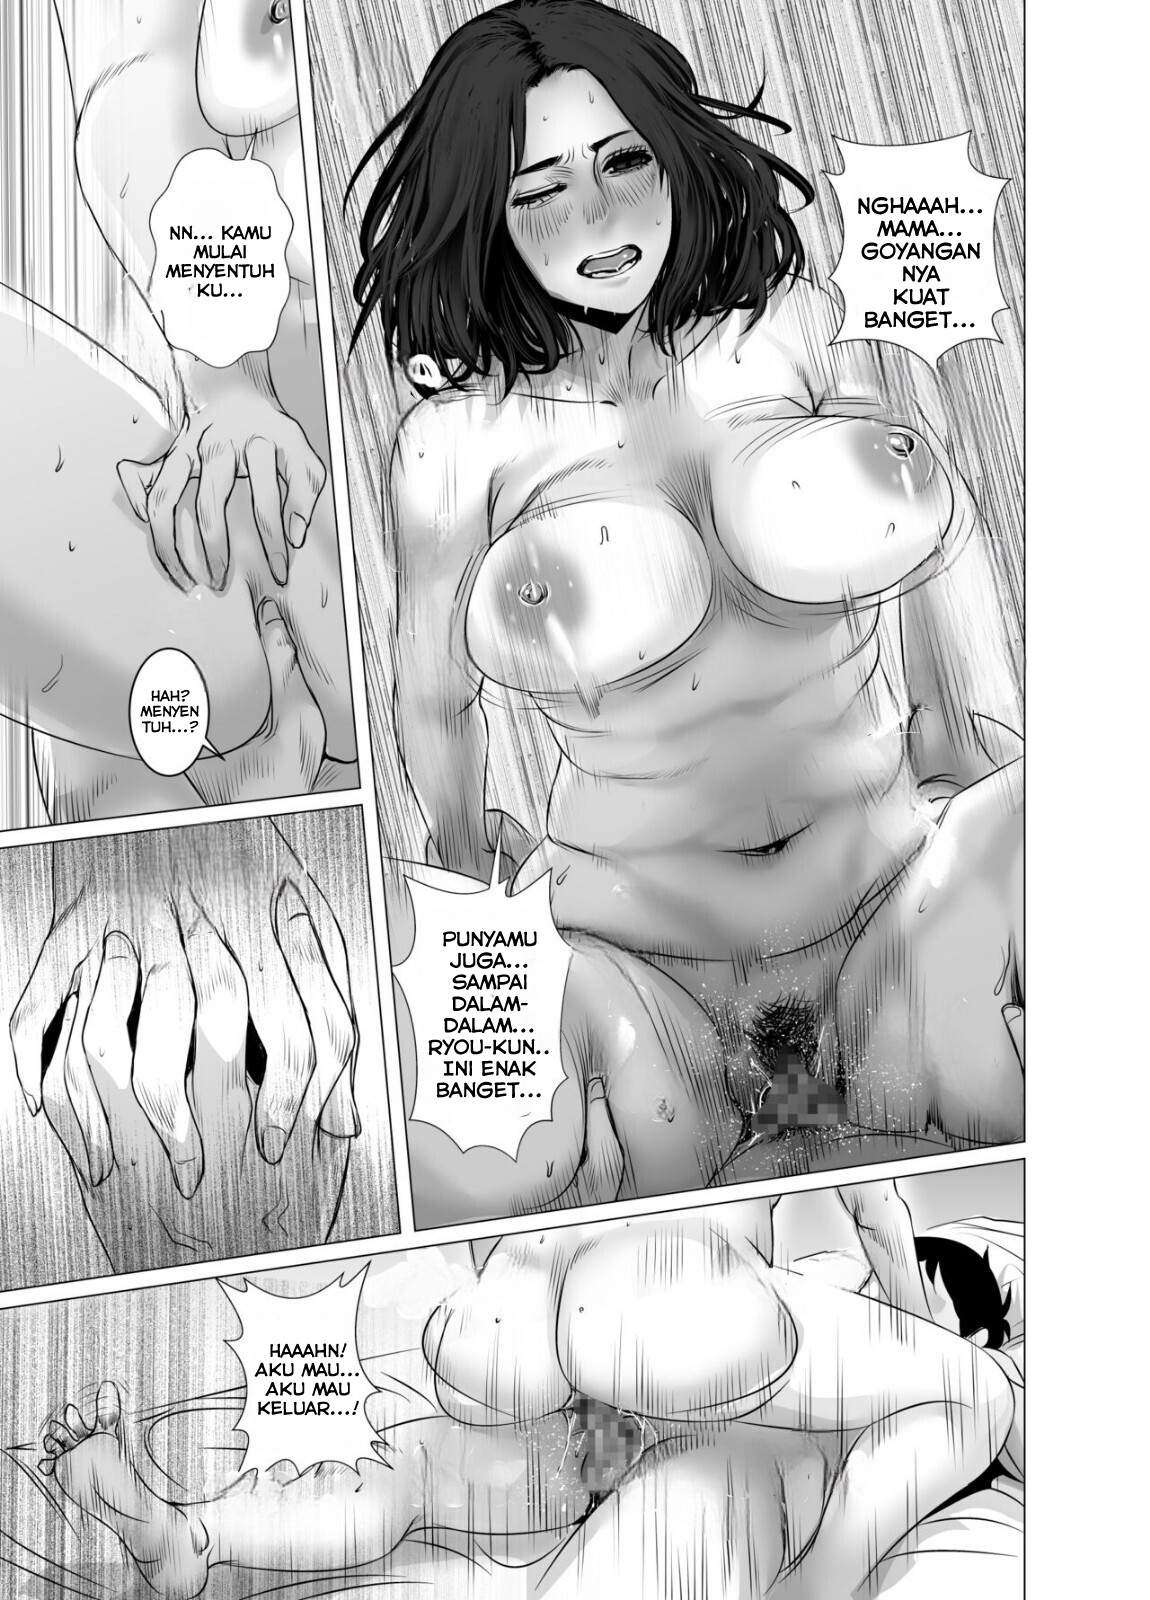 NGHAAAH...
MAMA...
GOYANGAN
NYA
KUAT
BANGET...
PUNYAMU
JUGA...
SAMPAI
DALAM-
DALAM...
RYOU-KUN..
INI ENAK
BANGET...
NN... KAMU
MULAI
MENYENTUH
KU...
HAH?
MENYEN
TUH...?
HAAAHN!
AKU MAU...
AKU MAU
KELUAR...!